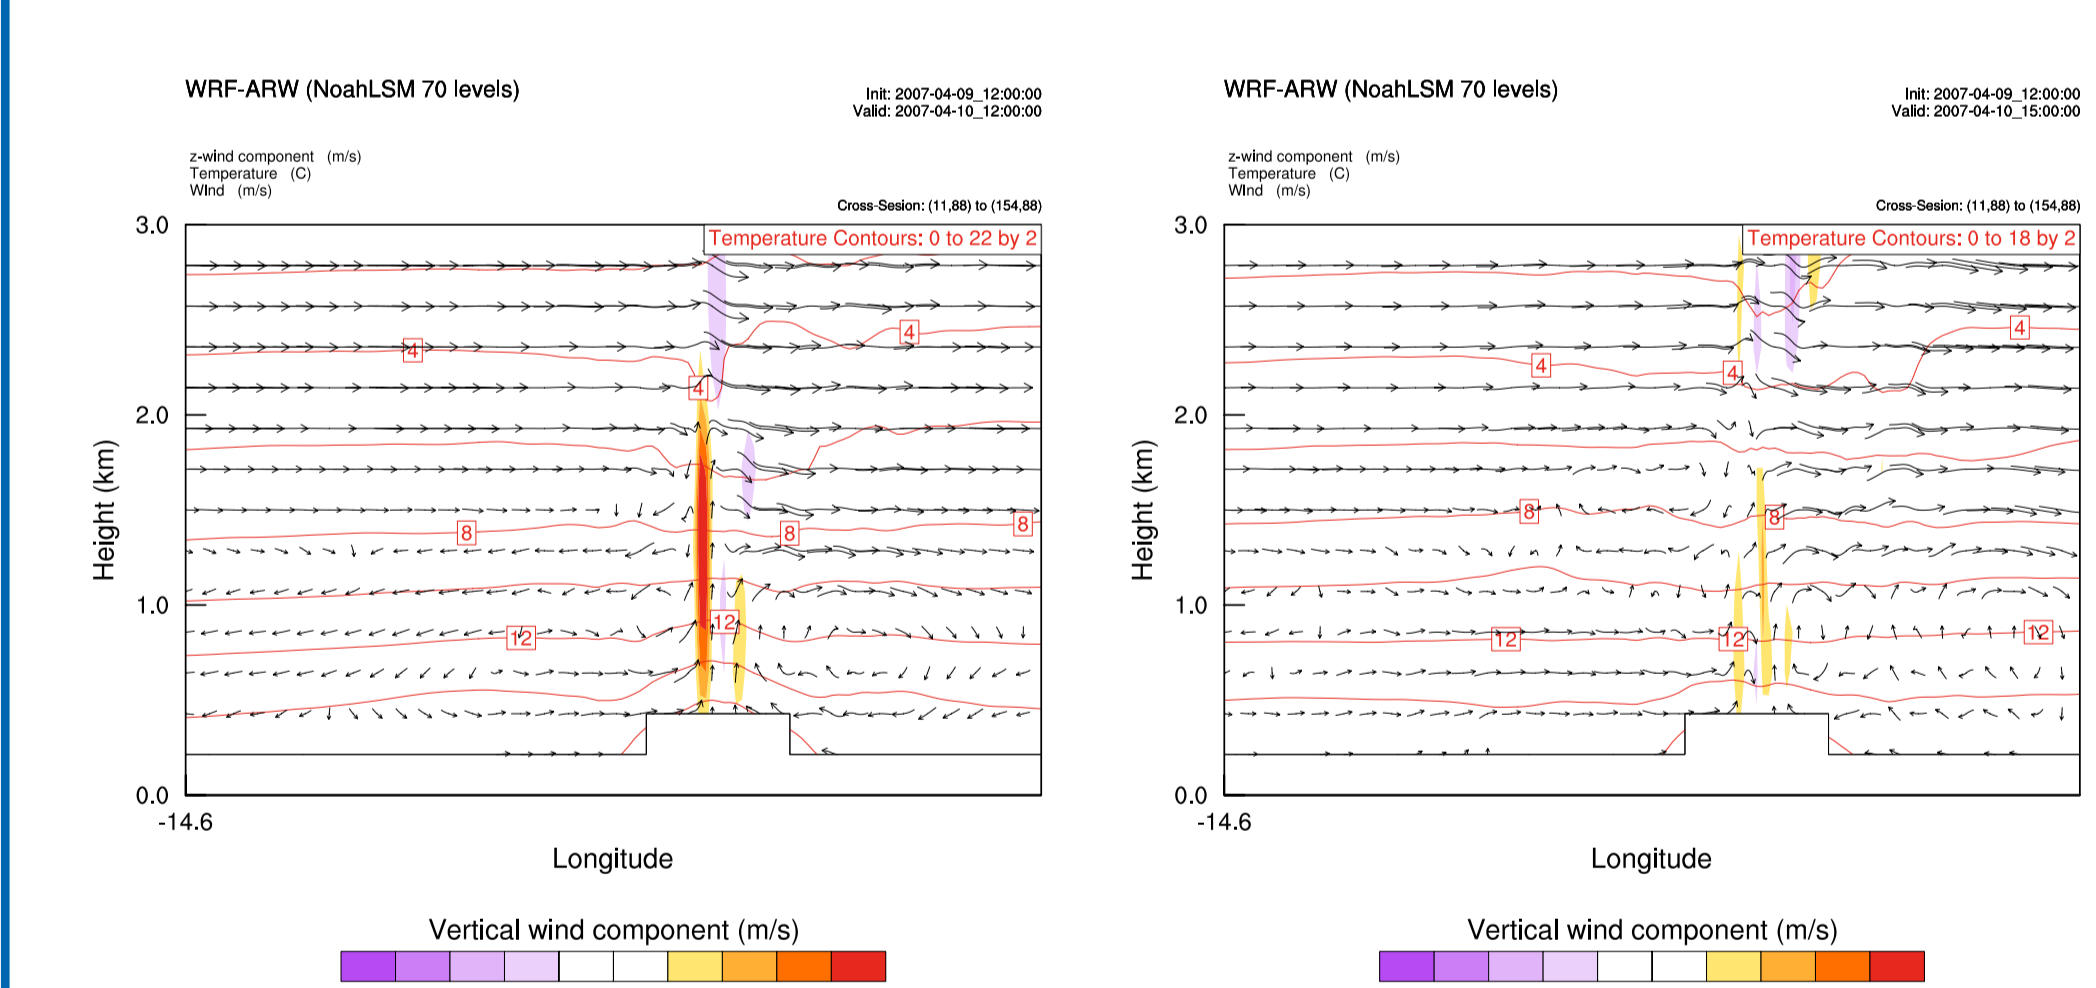 WRF-ARW (NoahLSM 70 levels)
Init: 2007-04-09_12:00:00
Valid: 2007-04-10_12:00:00
z-wind component (m/s)
Temperature (C)
WInd (m/s)
Cross-Sesion: (11,88) to (154,88)
Temperature Contours: 0 to 22 by 2
3.0
2.0
1.0
0.0
Height (km)
4
4
4
8
8
8
12
12
-14.6
Longitude
Vertical wind component (m/s)
WRF-ARW (NoahLSM 70 levels)
Init: 2007-04-09_12:00:00
Valid: 2007-04-10_15:00:00
z-wind component (m/s)
Temperature (C)
WInd (m/s)
Cross-Sesion: (11,88) to (154,88)
Temperature Contours: 0 to 18 by 2
3.0
2.0
1.0
0.0
Height (km)
4
4
4
8
8
12
12
12
-14.6
Longitude
Vertical wind component (m/s)